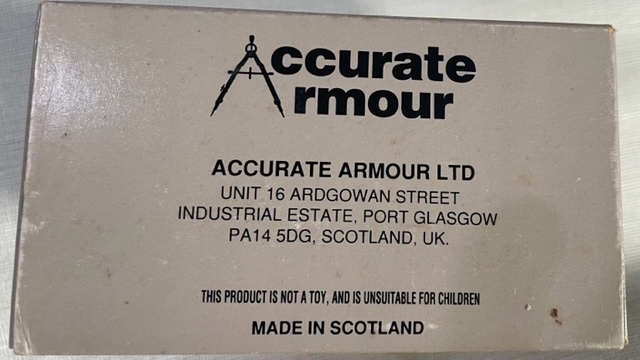 Accurate
Armour
ACCURATE ARMOUR LTD
UNIT 16 ARDGOWAN STREET
INDUSTRIAL ESTATE, PORT GLASGOW
PA14 5DG, SCOTLAND, UK.
THIS PRODUCT IS NOT A TOY, AND IS UNSUITABLE FOR CHILDREN
MADE IN SCOTLAND